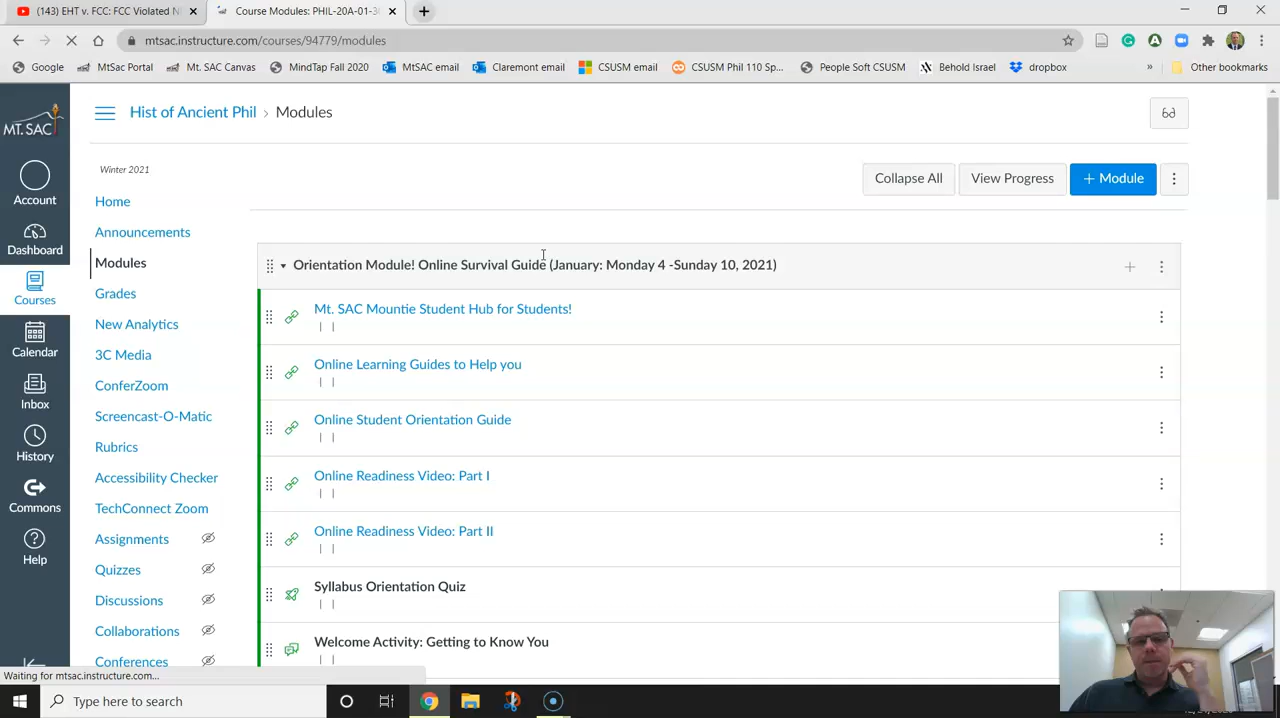 (143) EHT v. FCC: FCC Violated N
Course Modules: PHIL-20A-01-3
mtsac.instructure.com/courses/94779/modules
Google
MtSac Portal
Mt. SAC Canvas
MindTap Fall 2020
MtSAC email
Claremont email
CSUSM email
CSUSM Phil 110 Sp...
People Soft CSUSM
Behold Israel
dropbox
»
Other bookmarks
MT. SAC
Account
Dashboard
Courses
Calendar
Inbox
History
Commons
Help
Hist of Ancient Phil > Modules
Winter 2021
Home
Announcements
Modules
Grades
New Analytics
3C Media
ConferZoom
Screencast-O-Matic
Rubrics
Accessibility Checker
TechConnect Zoom
Assignments
Quizzes
Discussions
Collaborations
Conferences
Collapse All
View Progress
+ Module
Orientation Module! Online Survival Guide (January: Monday 4 -Sunday 10, 2021)
Mt. SAC Mountie Student Hub for Students!
Online Learning Guides to Help you
Online Student Orientation Guide
Online Readiness Video: Part I
Online Readiness Video: Part II
Syllabus Orientation Quiz
Welcome Activity: Getting to Know You
Waiting for mtsac.instructure.com...
Type here to search